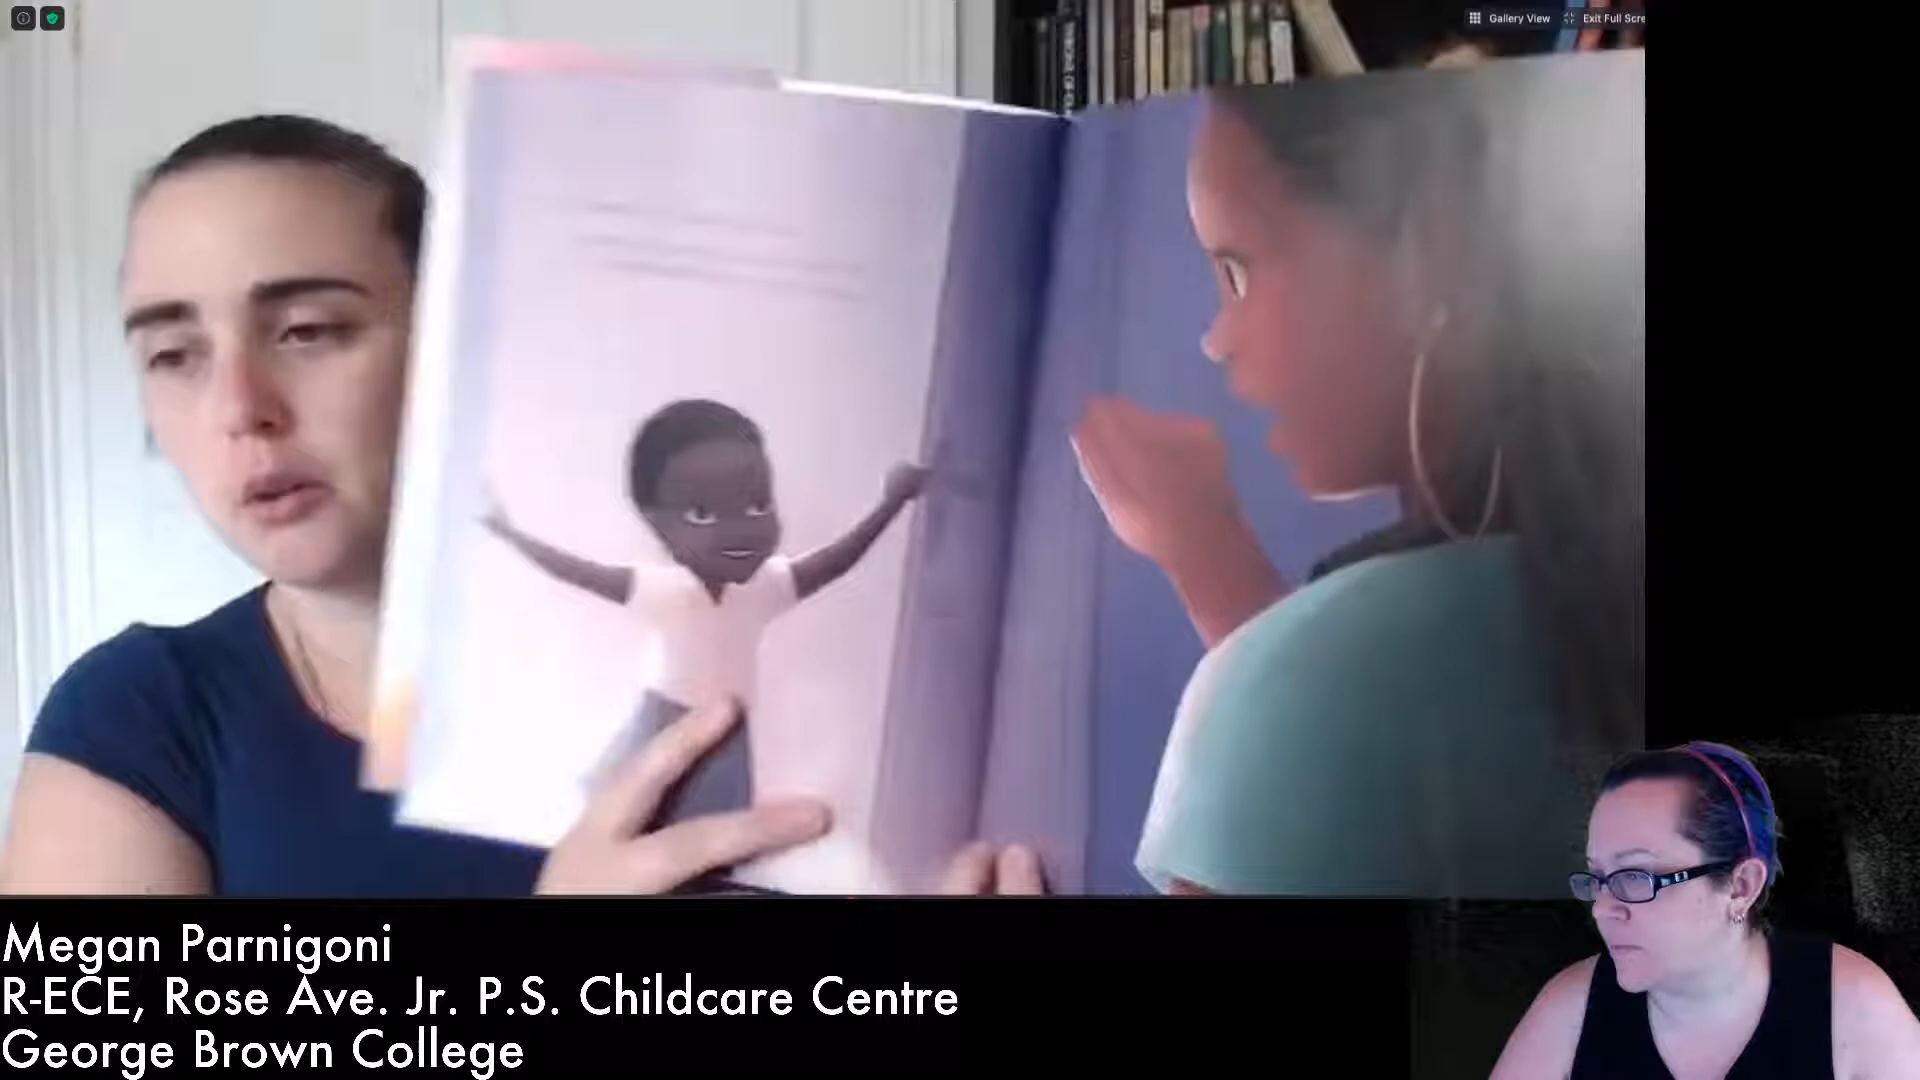 Gallery View
Exit Full Scre
Megan Parnigoni
R-ECE, Rose Ave. Jr. P.S. Childcare Centre
George Brown College